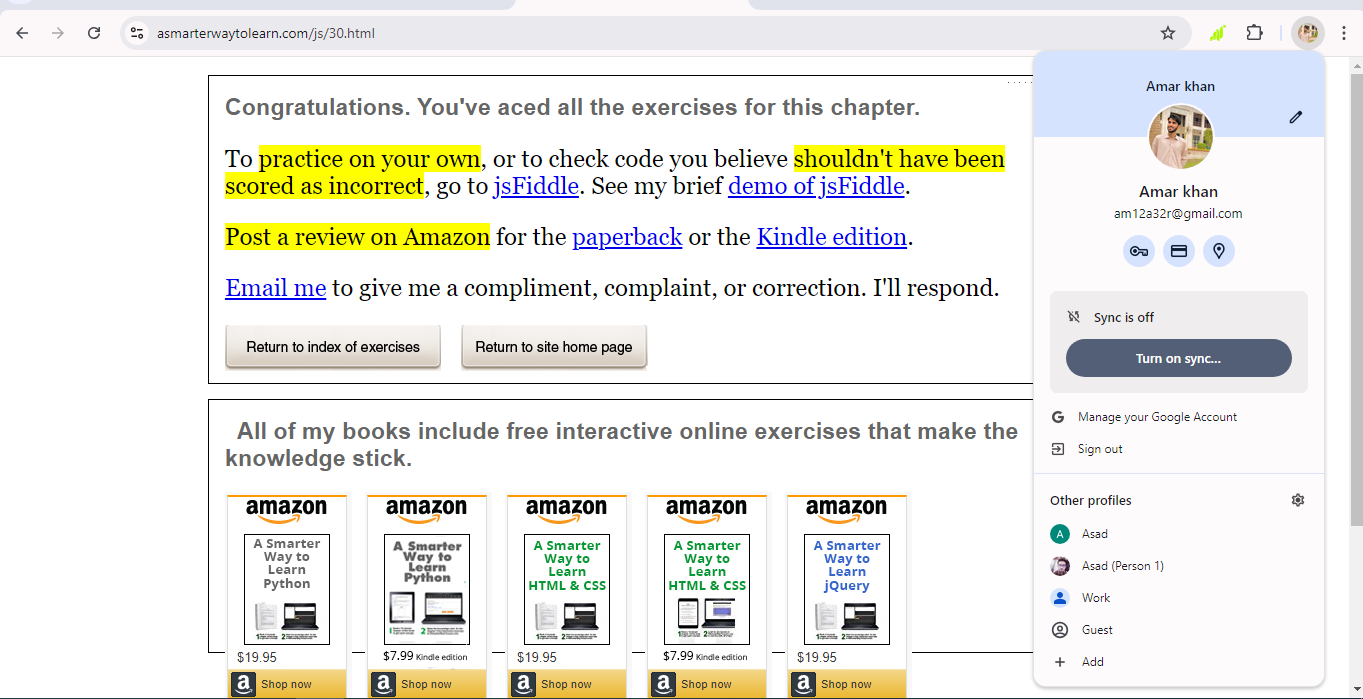 asmarterwaytolearn.com/js/30.html
Congratulations. You've aced all the exercises for this chapter.
To practice on your own, or to check code you believe shouldn't have been
scored as incorrect, go to jsFiddle. See my brief demo of jsFiddle.
Post a review on Amazon for the paperback or the Kindle edition.
Email me to give me a compliment, complaint, or correction. I'll respond.
Return to index of exercises
Return to site home page
All of my books include free interactive online exercises that make the
knowledge stick.
amazon
A Smarter
Way to
Learn
Python
$19.95
Shop now
amazon
A Smarter
Way to
Learn
Python
$7.99 Kindle edition
Shop now
amazon
A Smarter
Way to
Learn
HTML & CSS
$19.95
Shop now
amazon
A Smarter
Way to
Learn
HTML & CSS
$7.99 Kindle edition
Shop now
amazon
A Smarter
Way to
Learn
jQuery
$19.95
Shop now
Amar khan
Amar khan
am12a32r@gmail.com
Sync is off
Turn on sync...
Manage your Google Account
Sign out
Other profiles
A Asad
Asad (Person 1)
Work
Guest
Add